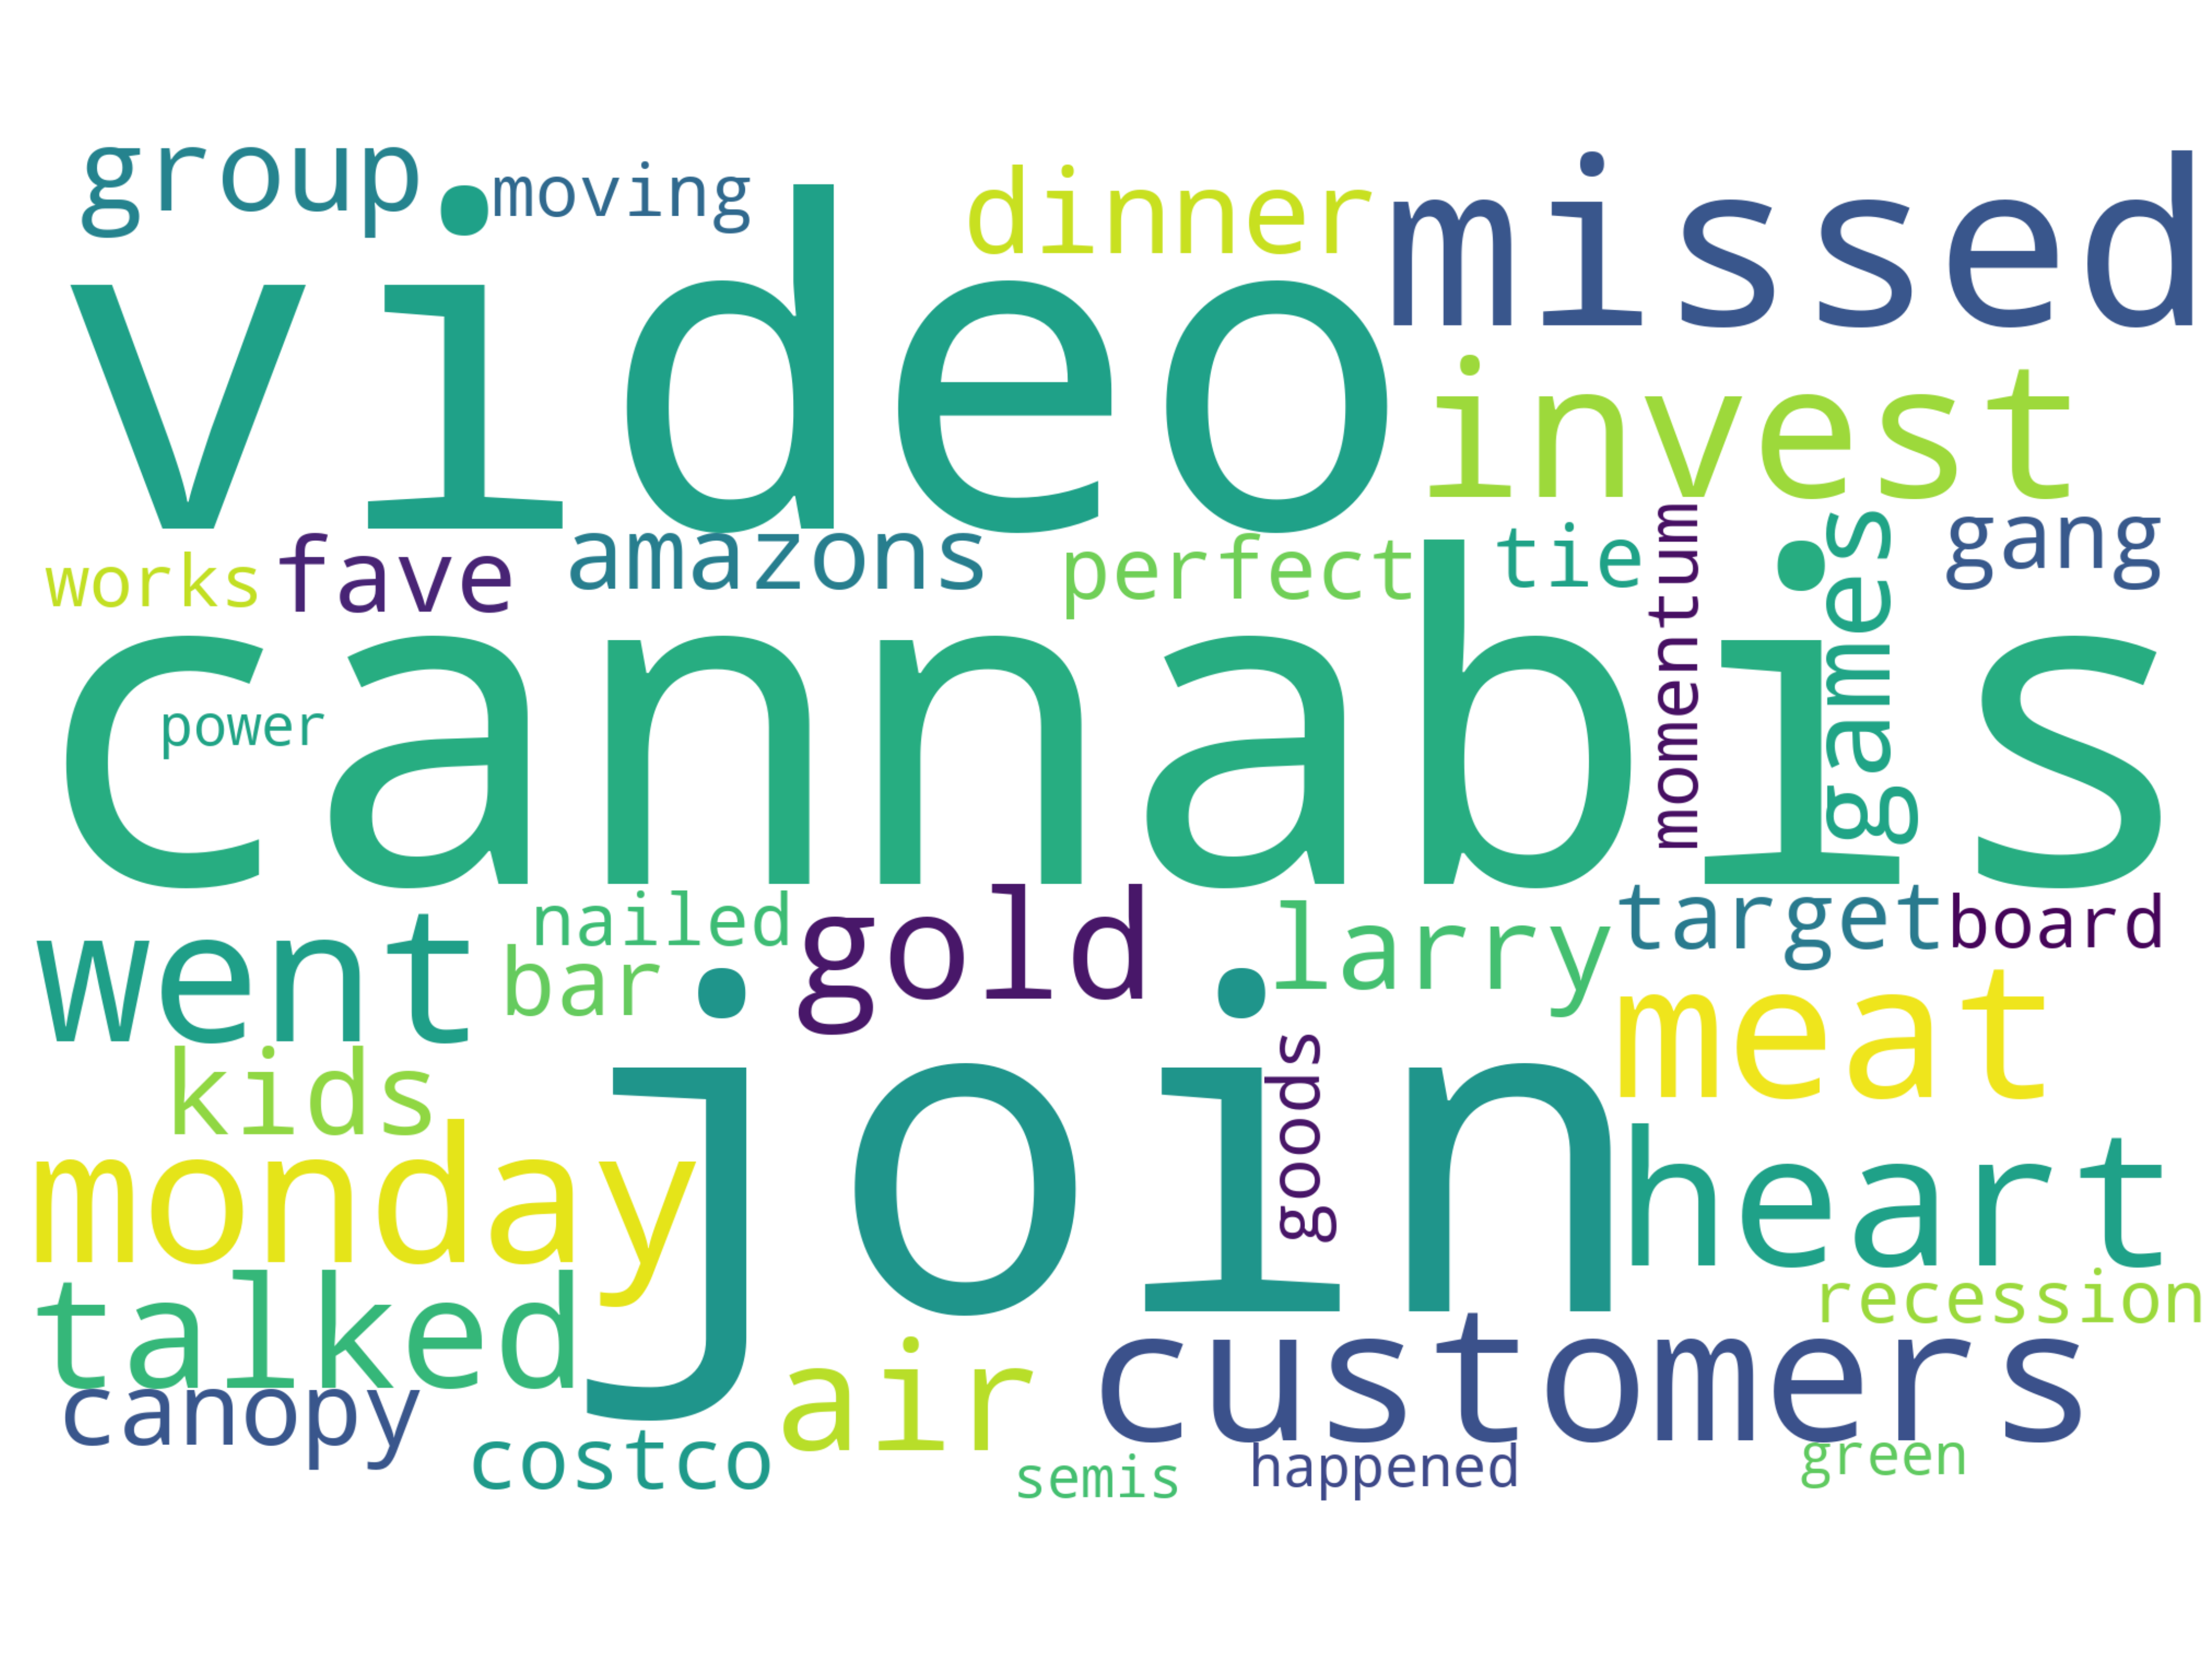 group moving dinner missed
video
invest
works fave amazons perfect tie momentum games gang
cannabis
power
went nailed gold larry target board
bar
meat
kids join goods
monday heart
talked recession
canopy air customers
costco semis happened green